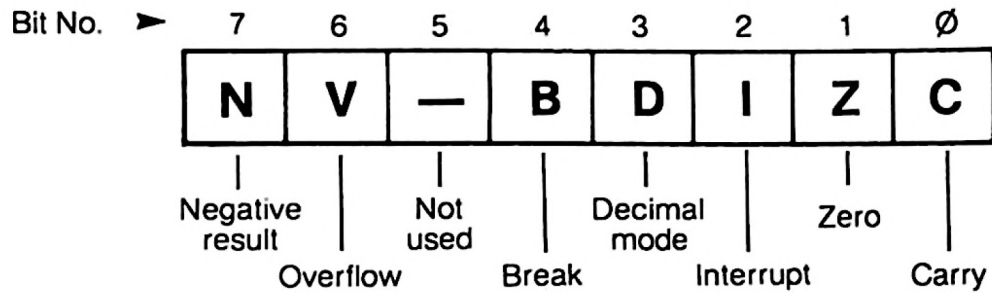 Bit No. ➤ 7 6 5 4 3 2 1 Ø
N V — B D I Z C
Negative result
Not used
Decimal mode
Zero
Overflow
Break
Interrupt
Carry